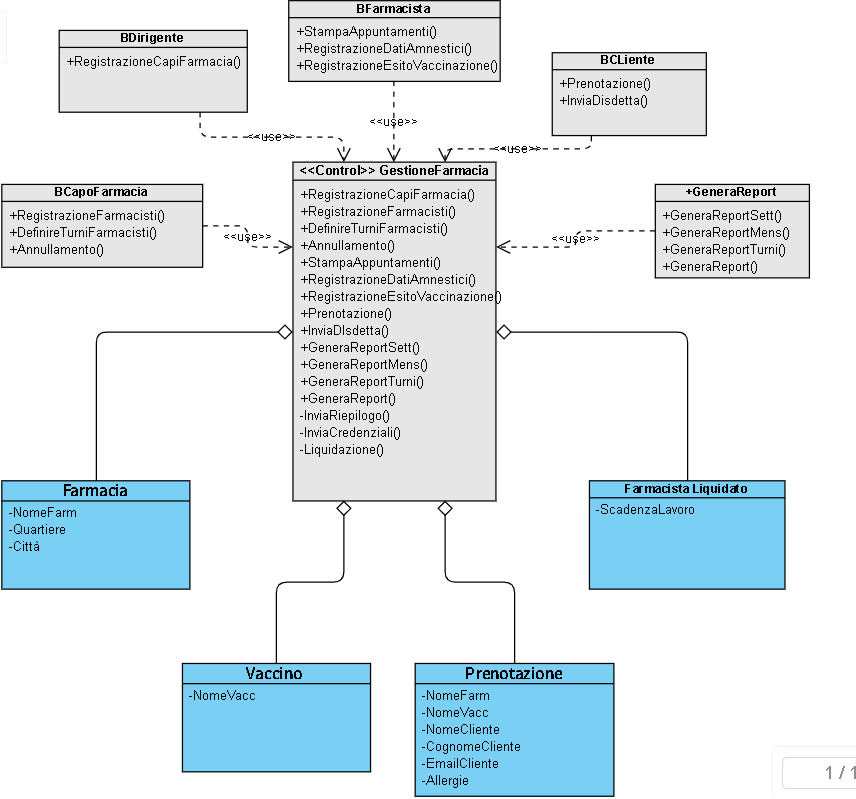 BFarmacista
+StampaAppuntamenti()
+RegistrazioneDatiAmnestici()
+RegistrazioneEsitoVaccinazione()
BDirigente
+RegistrazioneCapiFarmacia()
BCLiente
+Prenotazione()
+InviaDisdetta()
<<use>>
<<use>>
<<use>>
BCapoFarmacia
+RegistrazioneFarmacisti()
+DefinireTurniFarmacisti()
+Annullamento()
<<use>>
<<Control>> GestioneFarmacia
+RegistrazioneCapiFarmacia()
+RegistrazioneFarmacisti()
+DefinireTurniFarmacisti()
+Annullamento()
+StampaAppuntamenti()
+RegistrazioneDatiAmnestici()
+RegistrazioneEsitoVaccinazione()
+Prenotazione()
+InviaDIsdetta()
+GeneraReportSett()
+GeneraReportMens()
+GeneraReportTurni()
+GeneraReport()
-InviaRiepilogo()
-InviaCredenziali()
-Liquidazione()
<<use>>
+GeneraReport
+GeneraReportSett()
+GeneraReportMens()
+GeneraReportTurni()
+GeneraReport()
Farmacia
-NomeFarm
-Quartiere
-Città
Farmacista Liquidato
-ScadenzaLavoro
Vaccino
-NomeVacc
Prenotazione
-NomeFarm
-NomeVacc
-NomeCliente
-CognomeCliente
-EmailCliente
-Allergie
1 / 1